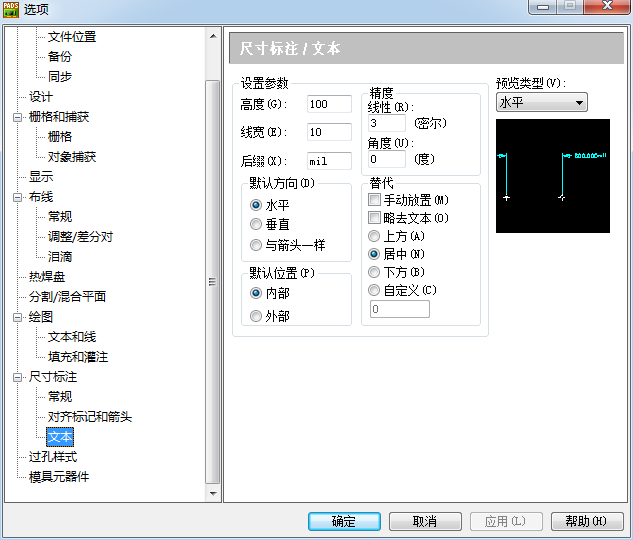 PADS 选项
文件位置
备份
同步
设计
栅格和捕获
栅格
对象捕获
显示
布线
常规
调整/差分对
泪滴
热焊盘
分割/混合平面
绘图
文本和线
填充和灌注
尺寸标注
常规
对齐标记和箭头
文本
过孔样式
模具元器件
尺寸标注 / 文本
设置参数
高度(G): 100
线宽(E): 10
后缀(X): mil
默认方向(D)
水平
垂直
与箭头一样
默认位置(P)
内部
外部
精度
线性(R):
3 (密尔)
角度(U):
0 (度)
替代
手动放置(M)
略去文本(O)
上方(A)
居中(N)
下方(B)
自定义(C)
0
预览类型(V):
水平
800.000mil
确定 取消 应用(L) 帮助(H)